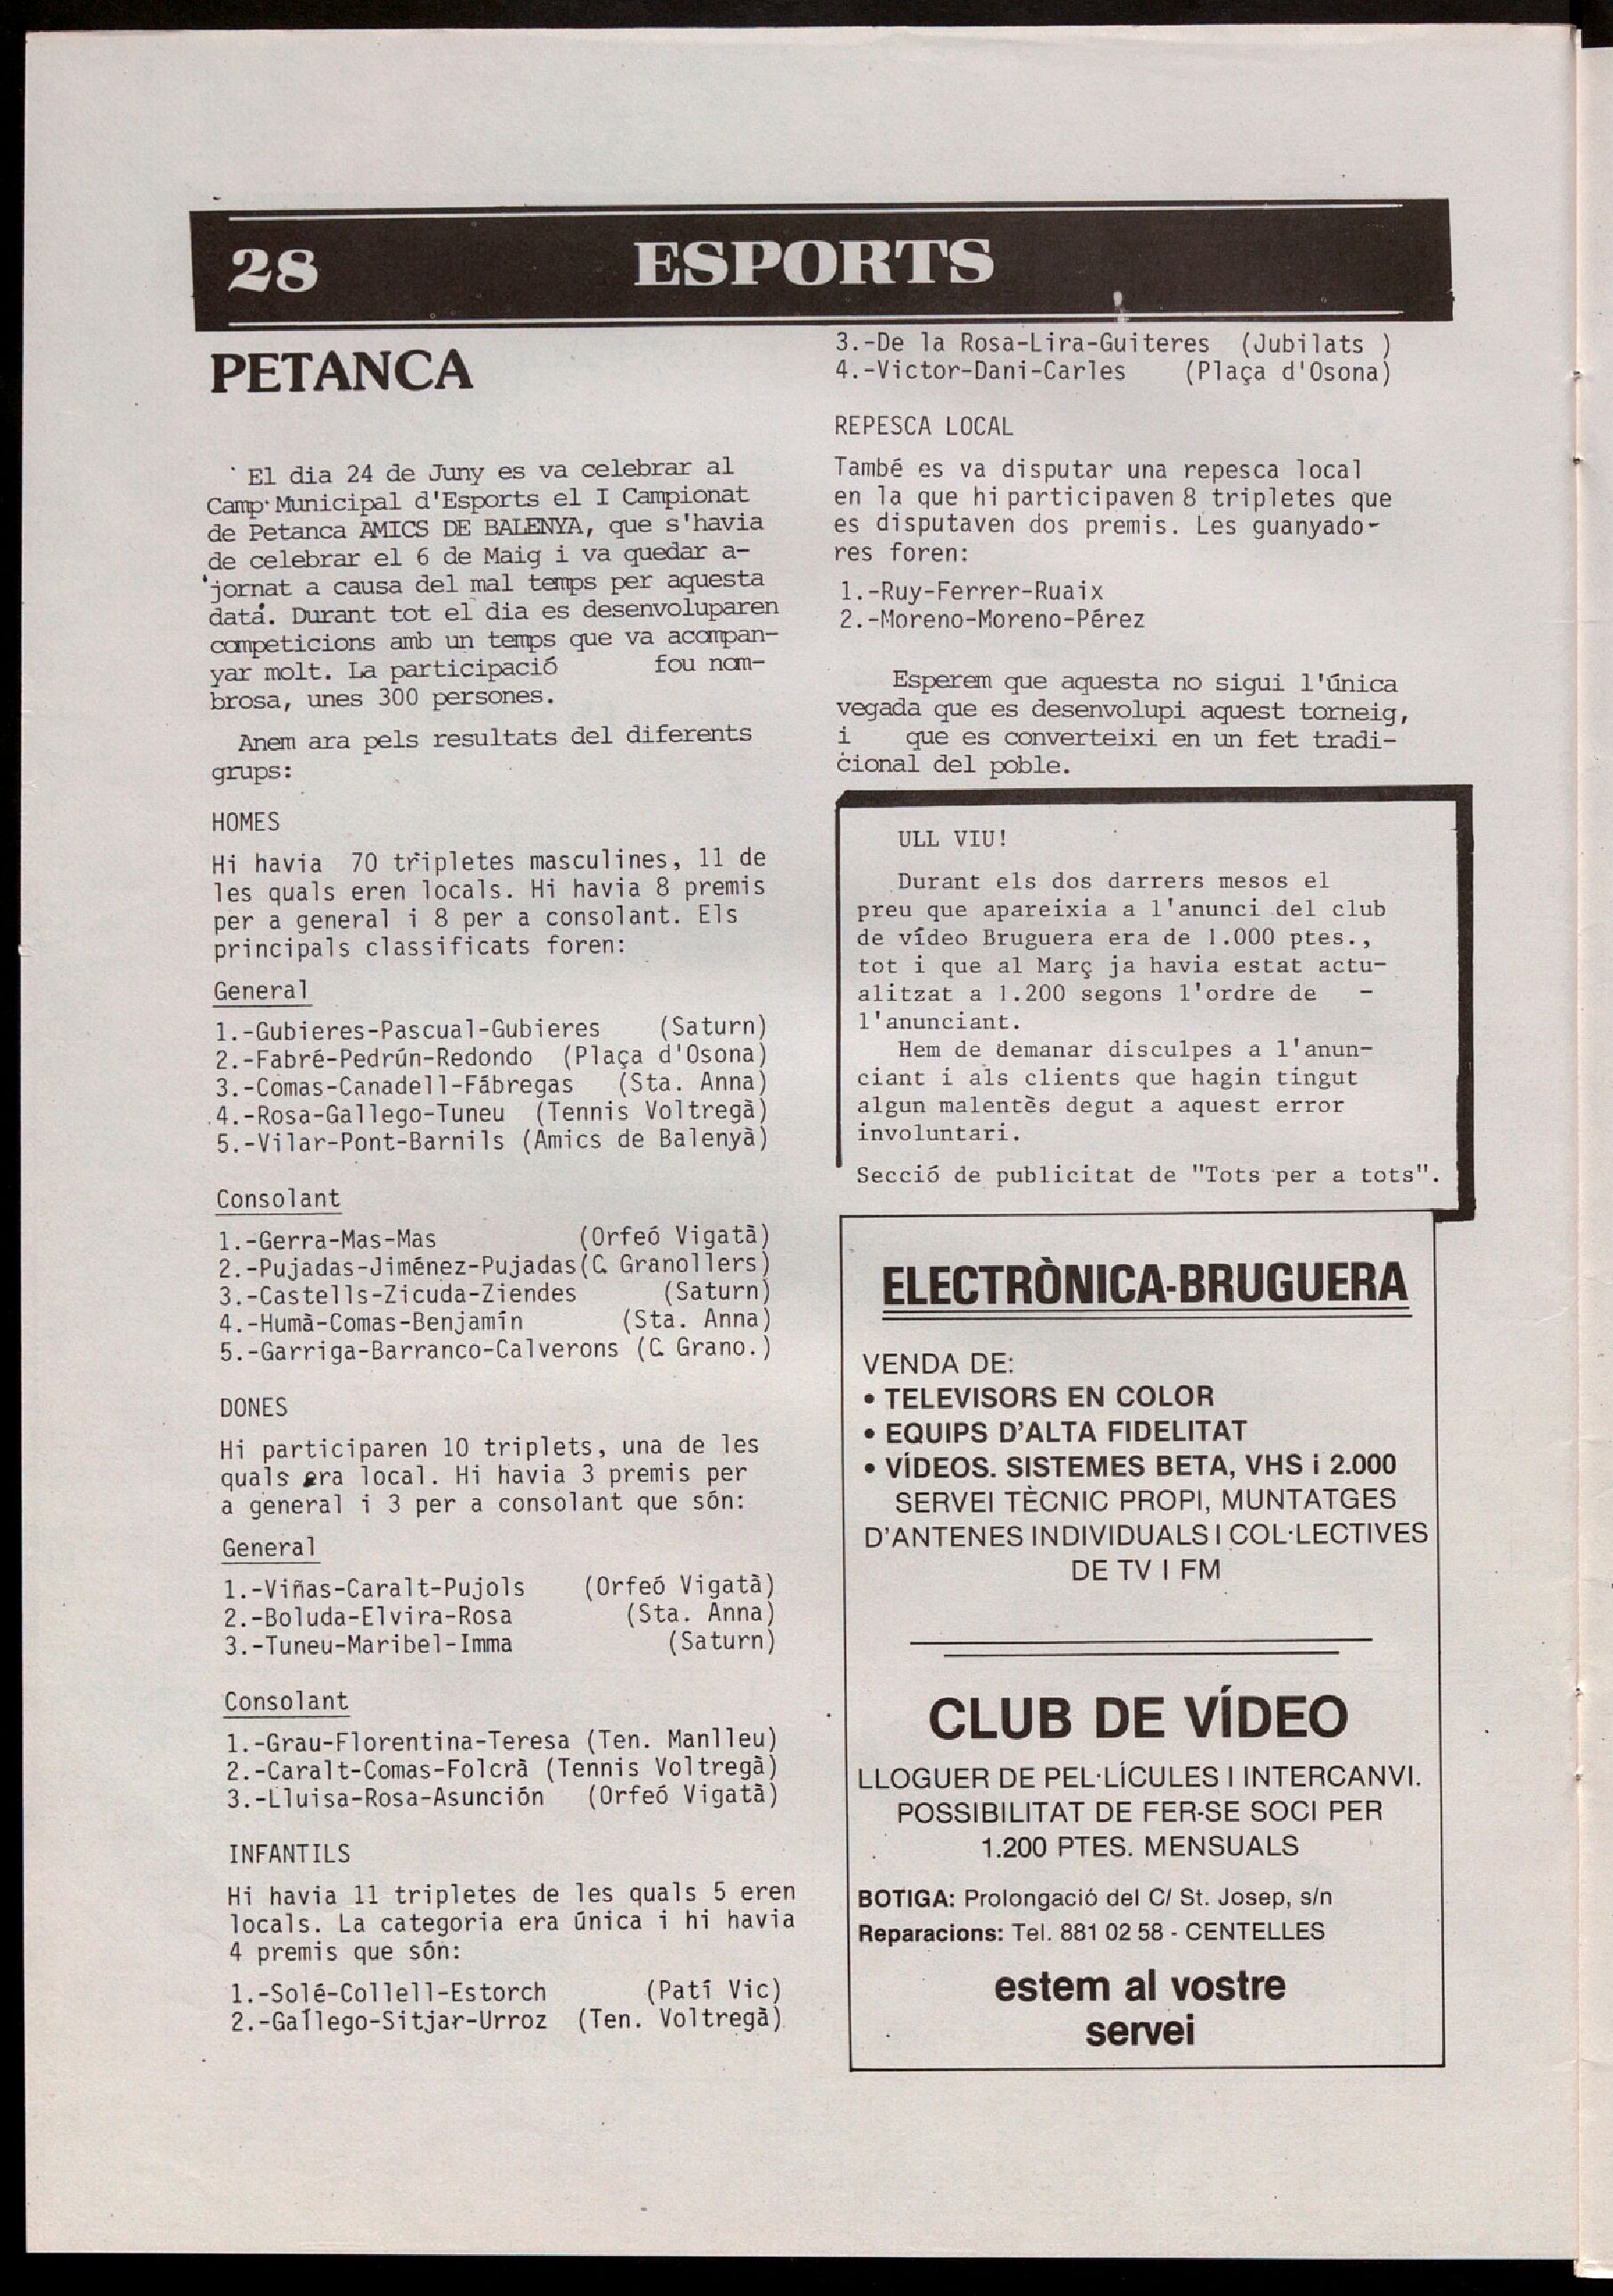 28 ESPORTS
PETANCA
El dia 24 de Juny es va celebrar al
Camp Municipal d'Esports el I Campionat
de Petanca AMICS DE BALENYA, que s'havia
de celebrar el 6 de Maig i va quedar a-
jornat a causa del mal temps per aquesta
data. Durant tot el dia es desenvoluparen
competicions amb un temps que va acompan-
yar molt. La participació fou nom-
brosa, unes 300 persones.
Anem ara pels resultats del diferents
grups:
HOMES
Hi havia 70 tripletes masculines, 11 de
les quals eren locals. Hi havia 8 premis
per a general i 8 per a consolant. Els
principals classificats foren:
General
1.-Gubieres-Pascual-Gubieres (Saturn)
2.-Fabré-Pedrún-Redondo (Plaça d'Osona)
3.-Comas-Canadell-Fábregas (Sta. Anna)
4.-Rosa-Gallego-Tuneu (Tennis Voltregà)
5.-Vilar-Pont-Barnils (Amics de Balenyà)
Consolant
1.-Gerra-Mas-Mas (Orfeó Vigatà)
2.-Pujadas-Jiménez-Pujadas(C. Granollers)
3.-Castells-Zicuda-Ziendes (Saturn)
4.-Humà-Comas-Benjamín (Sta. Anna)
5.-Garriga-Barranco-Calverons (C. Grano.)
DONES
Hi participaren 10 triplets, una de les
quals era local. Hi havia 3 premis per
a general i 3 per a consolant que són:
General
1.-Viñas-Caralt-Pujols (Orfeó Vigatà)
2.-Boluda-Elvira-Rosa (Sta. Anna)
3.-Tuneu-Maribel-Imma (Saturn)
Consolant
1.-Grau-Florentina-Teresa (Ten. Manlleu)
2.-Caralt-Comas-Folcrà (Tennis Voltregà)
3.-Lluisa-Rosa-Asunción (Orfeó Vigatà)
INFANTILS
Hi havia 11 tripletes de les quals 5 eren
locals. La categoria era única i hi havia
4 premis que són:
1.-Solé-Collell-Estorch (Patí Vic)
2.-Gallego-Sitjar-Urroz (Ten. Voltregà)
3.-De la Rosa-Lira-Guiteres (Jubilats )
4.-Victor-Dani-Carles (Plaça d'Osona)
REPESCA LOCAL
També es va disputar una repesca local
en la que hi participaven 8 tripletes que
es disputaven dos premis. Les guanyado-
res foren:
1.-Ruy-Ferrer-Ruaix
2.-Moreno-Moreno-Pérez
Esperem que aquesta no sigui l'única
vegada que es desenvolupi aquest torneig,
i que es converteixi en un fet tradi-
cional del poble.
ULL VIU!
Durant els dos darrers mesos el
preu que apareixia a l'anunci del club
de vídeo Bruguera era de 1.000 ptes.,
tot i que al Març ja havia estat actu-
alitzat a 1.200 segons l'ordre de -
l'anunciant.
Hem de demanar disculpes a l'anun-
ciant i als clients que hagin tingut
algun malentès degut a aquest error
involuntari.
Secció de publicitat de "Tots per a tots".
ELECTRÒNICA-BRUGUERA
VENDA DE:
• TELEVISORS EN COLOR
• EQUIPS D'ALTA FIDELITAT
• VÍDEOS. SISTEMES BETA, VHS i 2.000
SERVEI TÈCNIC PROPI, MUNTATGES
D'ANTENES INDIVIDUALS I COL·LECTIVES
DE TV I FM
CLUB DE VÍDEO
LLOGUER DE PEL·LÍCULES I INTERCANVI.
POSSIBILITAT DE FER-SE SOCI PER
1.200 PTES. MENSUALS
BOTIGA: Prolongació del C/ St. Josep, s/n
Reparacions: Tel. 881 02 58 - CENTELLES
estem al vostre
servei